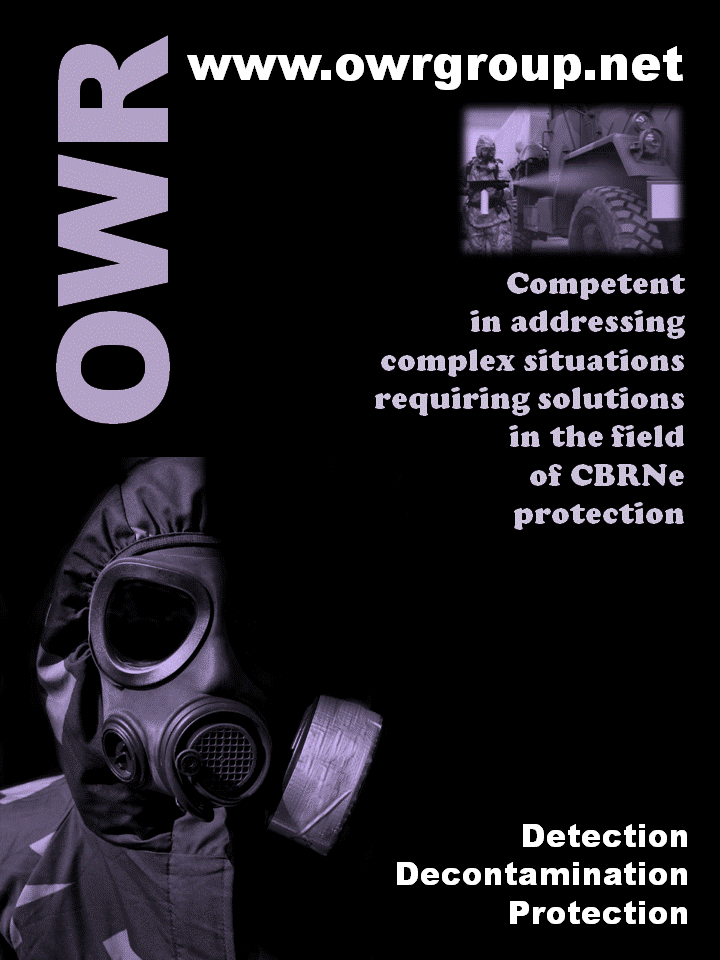 OWR
www.owrgroup.net
Competent
in addressing
complex situations
requiring solutions
in the field
of CBRNe
protection
Detection
Decontamination
Protection